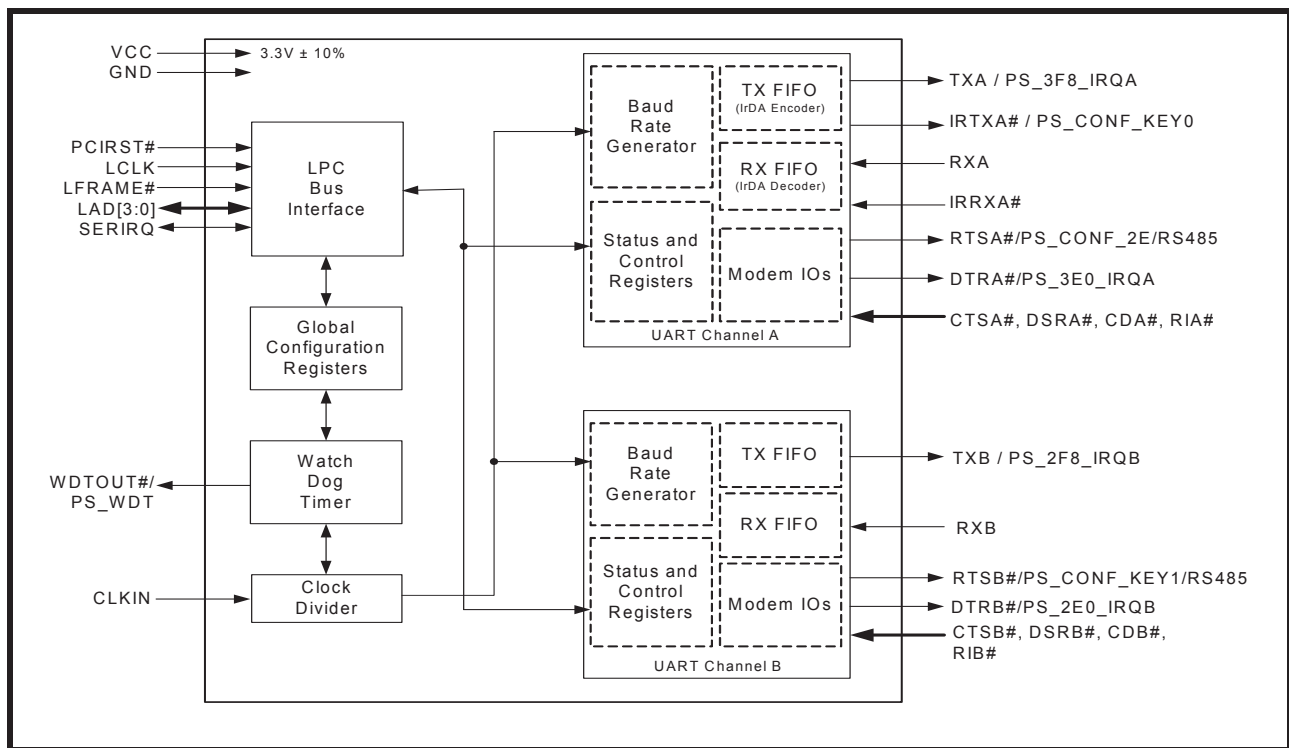 VCC
3.3V ± 10%
GND
PCIRST#
LCLK
LFRAME#
LAD[3:0]
SERIRQ
LPC
Bus
Interface
Global
Configuration
Registers
WDTOUT#/
PS_WDT
Watch
Dog
Timer
CLKIN
Clock
Divider
Baud
Rate
Generator
TX FIFO
(IrDA Encoder)
RX FIFO
(IrDA Decoder)
Status and
Control
Registers
Modem IOs
UART Channel A
TXA / PS_3F8_IRQA
IRTXA# / PS_CONF_KEY0
RXA
IRRXA#
RTSA#/PS_CONF_2E/RS485
DTRA#/PS_3E0_IRQA
CTSA#, DSRA#, CDA#, RIA#
Baud
Rate
Generator
TX FIFO
RX FIFO
Status and
Control
Registers
Modem IOs
UART Channel B
TXB / PS_2F8_IRQB
RXB
RTSB#/PS_CONF_KEY1/RS485
DTRB#/PS_2E0_IRQB
CTSB#, DSRB#, CDB#,
RIB#